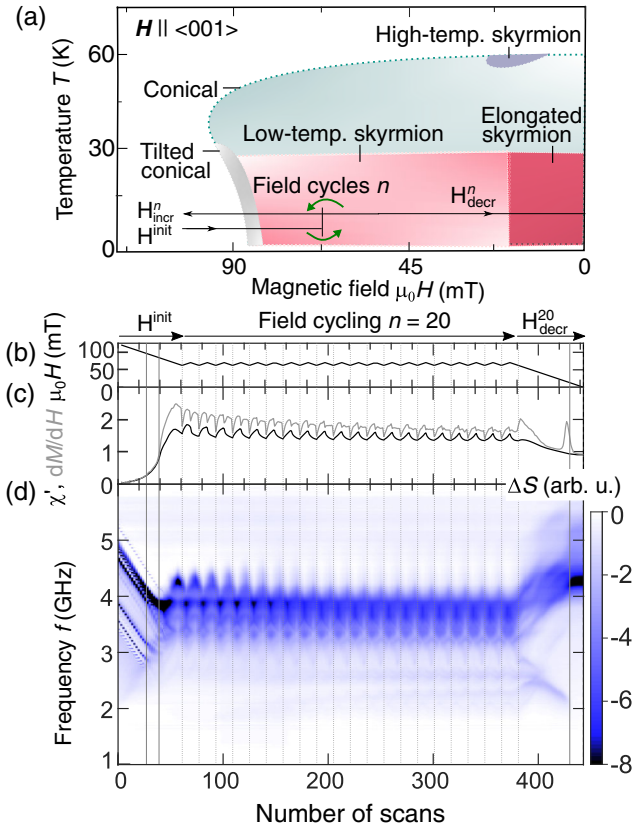 (a)
H || <001>
High-temp. skyrmion
Conical
Elongated
skyrmion
Low-temp. skyrmion
Tilted
conical
Field cycles n
H^n_incr
H^n_decr
H^init
Temperature T (K)
60
30
0
90
45
0
Magnetic field μ₀H (mT)
H^init
Field cycling n = 20
H^20_decr
(b)
μ₀H (mT)
100
50
0
(c)
χ', dM/dH
2
1
0
(d)
ΔS (arb. u.)
Frequency f (GHz)
5
4
3
2
1
0
-2
-4
-6
-8
0
100
200
300
400
Number of scans